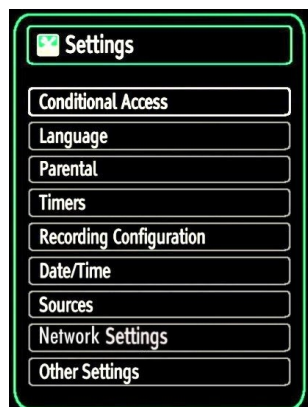 Settings
Conditional Access
Language
Parental
Timers
Recording Configuration
Date/Time
Sources
Network Settings
Other Settings